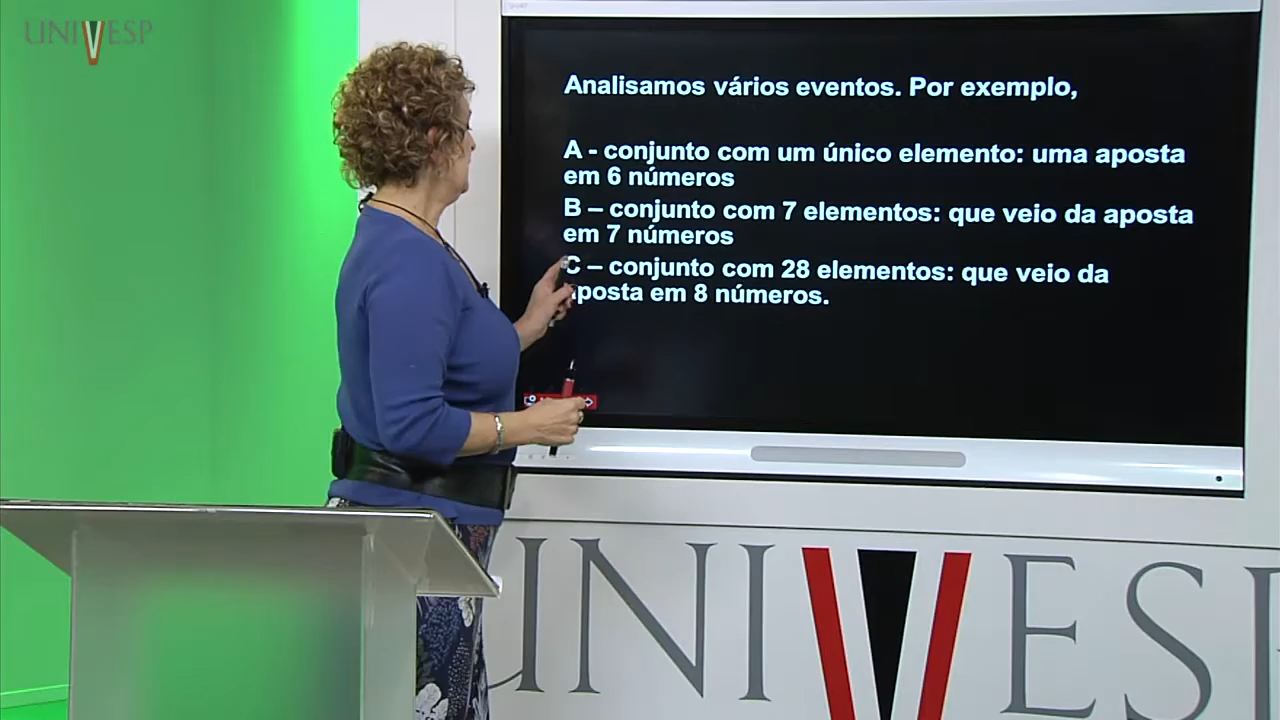 UNIVESP
Analisamos vários eventos. Por exemplo,
A - conjunto com um único elemento: uma aposta
em 6 números
B – conjunto com 7 elementos: que veio da aposta
em 7 números
C – conjunto com 28 elementos: que veio da
aposta em 8 números.
UNIVESP